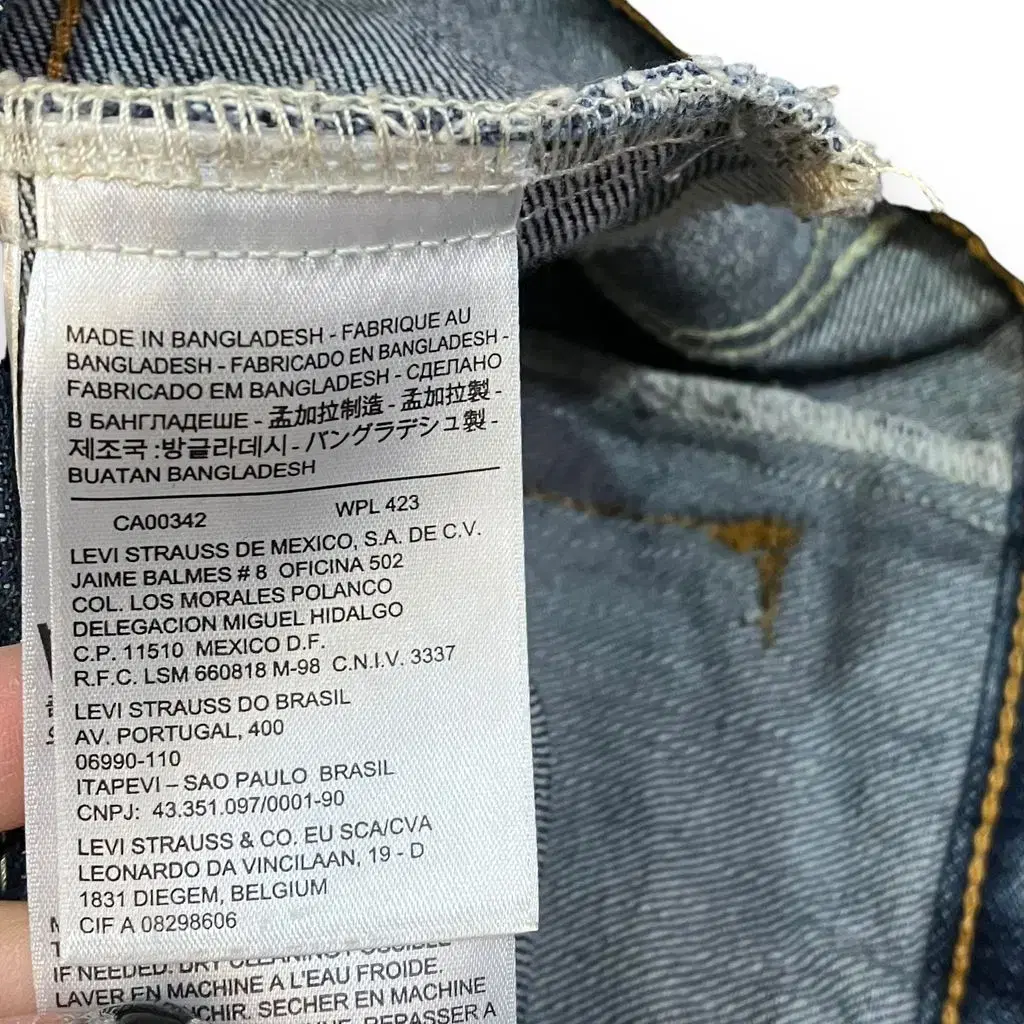 MADE IN BANGLADESH - FABRIQUE AU
BANGLADESH - FABRICADO EN BANGLADESH -
FABRICADO EM BANGLADESH - СДЕЛАНО
В БАНГЛАДЕШЕ - 孟加拉制造 - 孟加拉製 -
제조국 :방글라데시 - バングラデシュ製 -
BUATAN BANGLADESH
CA00342 WPL 423
LEVI STRAUSS DE MEXICO, S.A. DE C.V.
JAIME BALMES # 8 OFICINA 502
COL. LOS MORALES POLANCO
DELEGACION MIGUEL HIDALGO
C.P. 11510 MEXICO D.F.
R.F.C. LSM 660818 M-98 C.N.I.V. 3337
LEVI STRAUSS DO BRASIL
AV. PORTUGAL, 400
06990-110
ITAPEVI – SAO PAULO BRASIL
CNPJ: 43.351.097/0001-90
LEVI STRAUSS & CO. EU SCA/CVA
LEONARDO DA VINCILAAN, 19 - D
1831 DIEGEM, BELGIUM
CIF A 08298606
IF NEEDED. DRY CLEANING POSSIBLE
LAVER EN MACHINE A L'EAU FROIDE.
SECHER EN MACHINE
REPASSER A